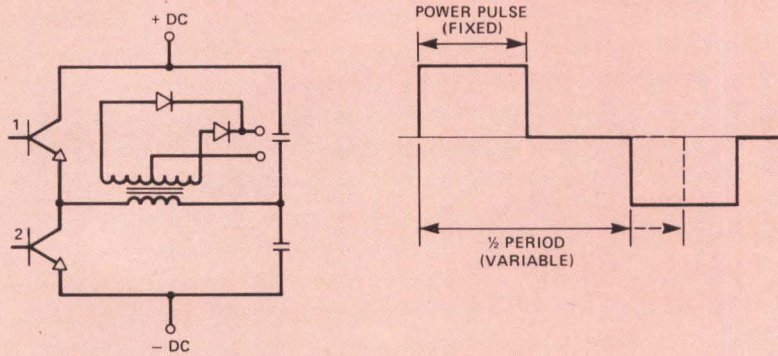 + DC
1
2
− DC
POWER PULSE
(FIXED)
½ PERIOD
(VARIABLE)